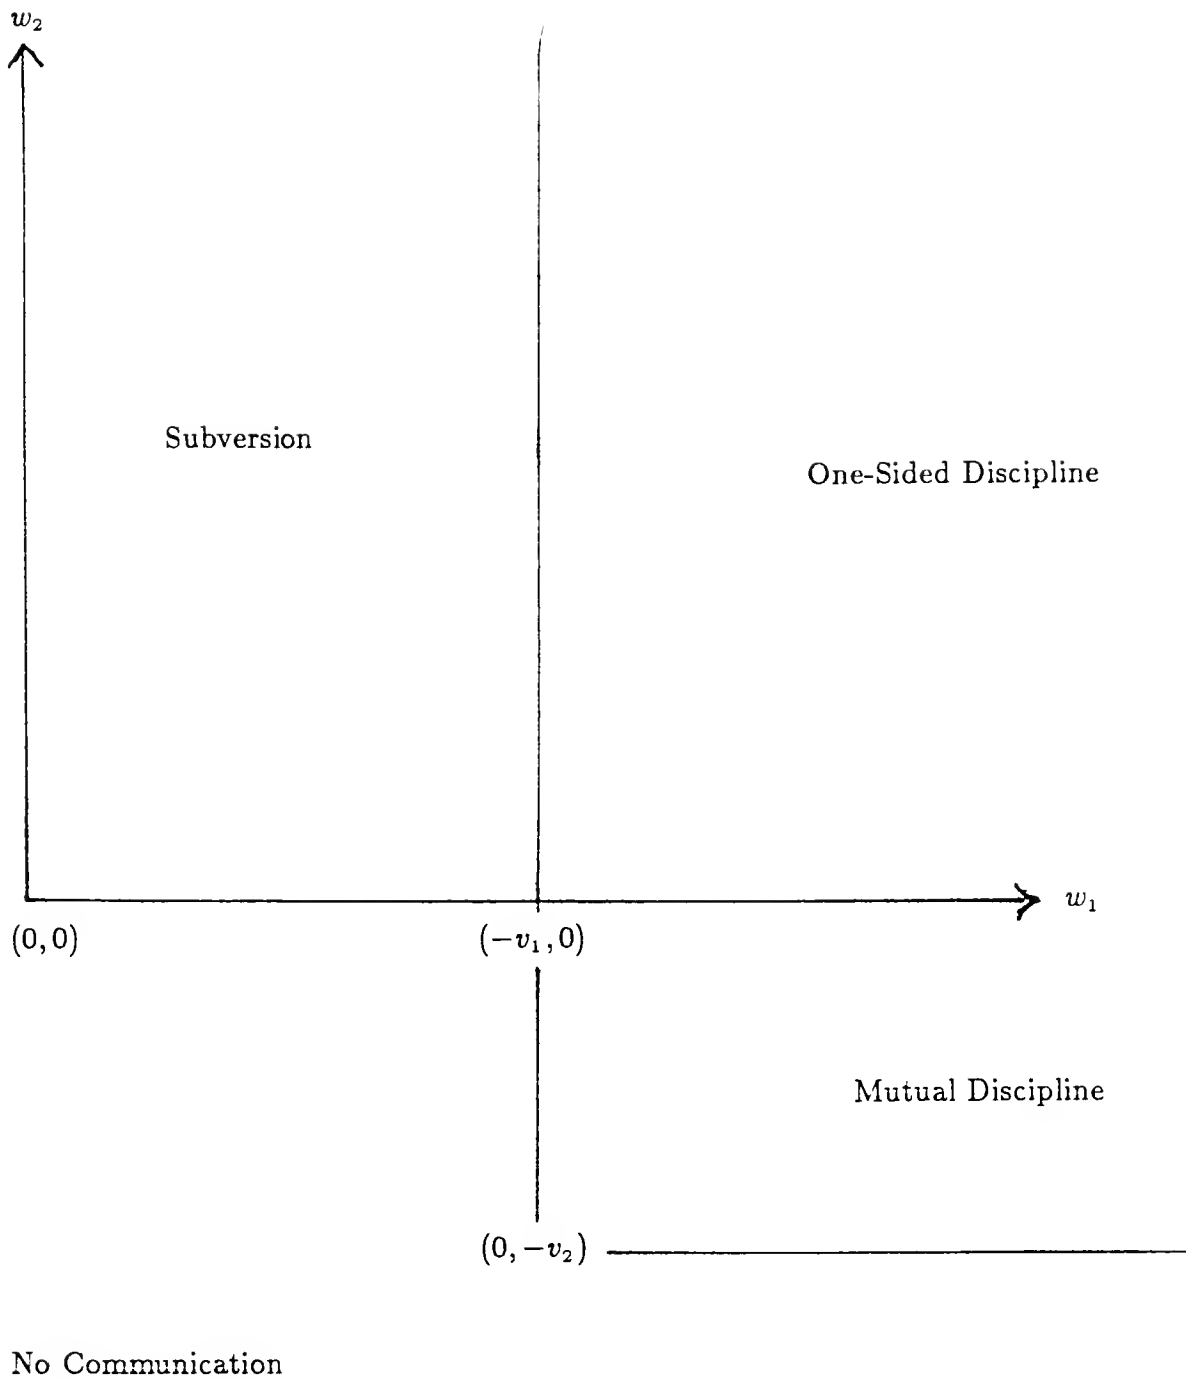 w₂
Subversion
One-Sided Discipline
w₁
(0,0)
(−v₁,0)
Mutual Discipline
(0,−v₂)
No Communication